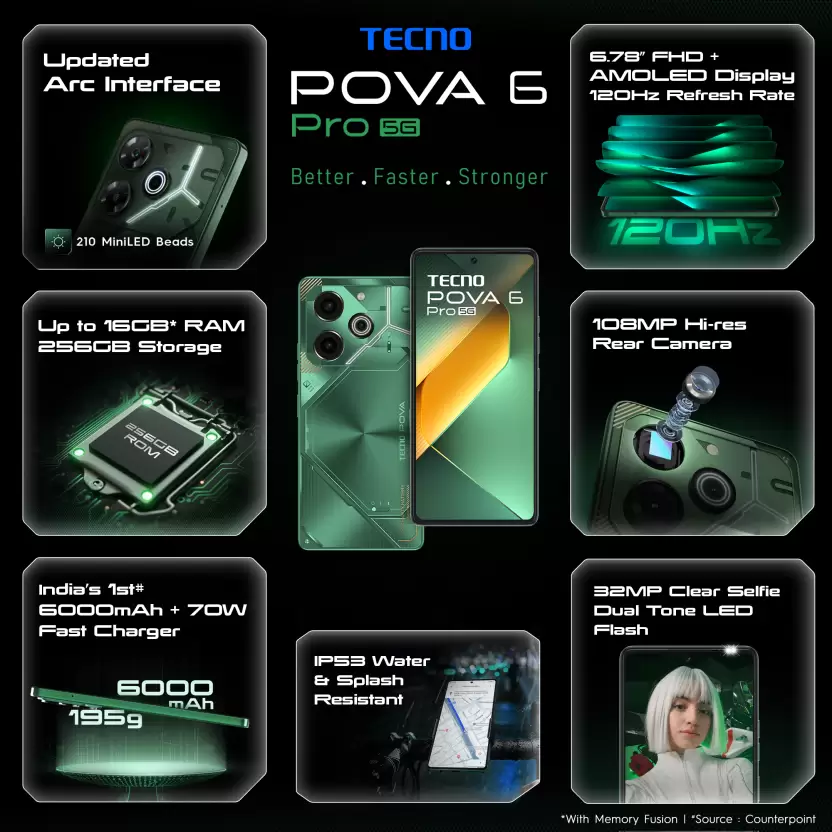 TECNO
POVA 6
Pro 5G
Better . Faster . Stronger
Updated
Arc Interface
210 MiniLED Beads
6.78" FHD +
AMOLED Display
120Hz Refresh Rate
120Hz
Up to 16GB* RAM
256GB Storage
256GB
ROM
TECNO
POVA 6
Pro 5G
TECNO POVA
108MP Hi-res
Rear Camera
India's 1st#
6000mAh + 70W
Fast Charger
6000
mAh
195g
IP53 Water
& Splash
Resistant
32MP Clear Selfie
Dual Tone LED
Flash
*With Memory Fusion | *Source : Counterpoint